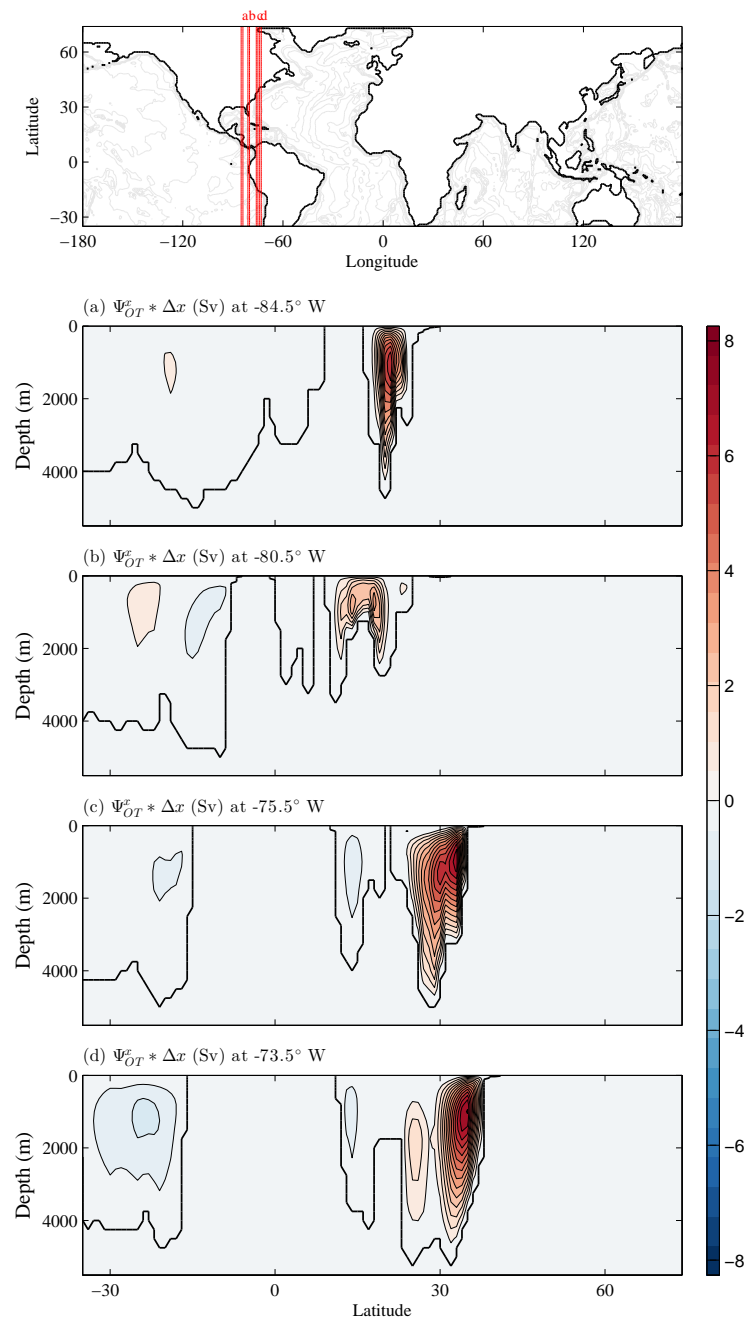 abcd
60
30
0
−30
Latitude
−180 −120 −60 0 60 120
Longitude
(a) Ψ^x_OT ∗ Δx (Sv) at -84.5° W
0
2000
4000
Depth (m)
(b) Ψ^x_OT ∗ Δx (Sv) at -80.5° W
0
2000
4000
Depth (m)
(c) Ψ^x_OT ∗ Δx (Sv) at -75.5° W
0
2000
4000
Depth (m)
(d) Ψ^x_OT ∗ Δx (Sv) at -73.5° W
0
2000
4000
Depth (m)
−30 0 30 60
Latitude
8
6
4
2
0
−2
−4
−6
−8